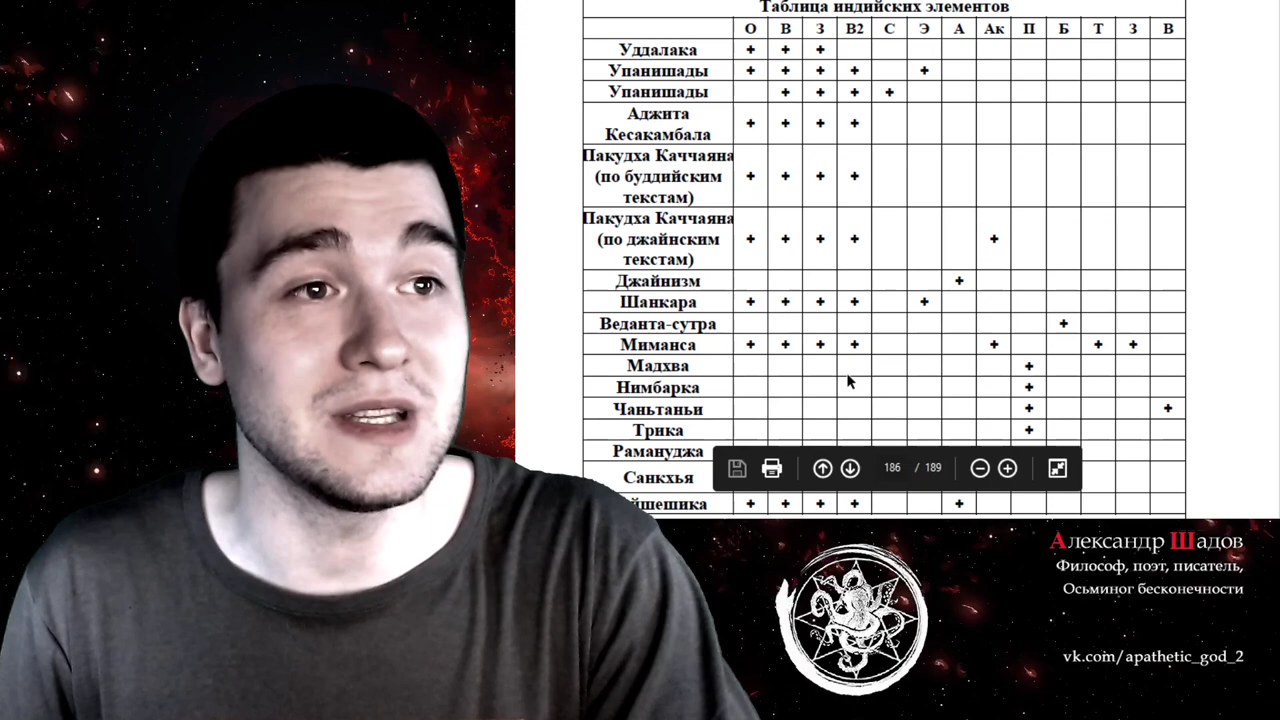 Таблица индийских элементов
О В З В2 С Э А Ак П Б Т З В
Уддалака + + +
Упанишады + + + + +
Упанишады + + + +
Аджита
Кесакамбала + + + +
Пакудха Каччаяна
(по буддийским
текстам) + + + +
Пакудха Каччаяна
(по джайнским
текстам) + + + + +
Джайнизм +
Шанкара + + + + +
Веданта-сутра +
Миманса + + + + + + +
Мадхва +
Нимбарка +
Чаньтаньи + +
Трика +
Рамануджа
Санкхья
йшешика + + + + +
186 / 189
Александр Шадов
Философ, поэт, писатель,
Осьминог бесконечности
vk.com/apathetic_god_2